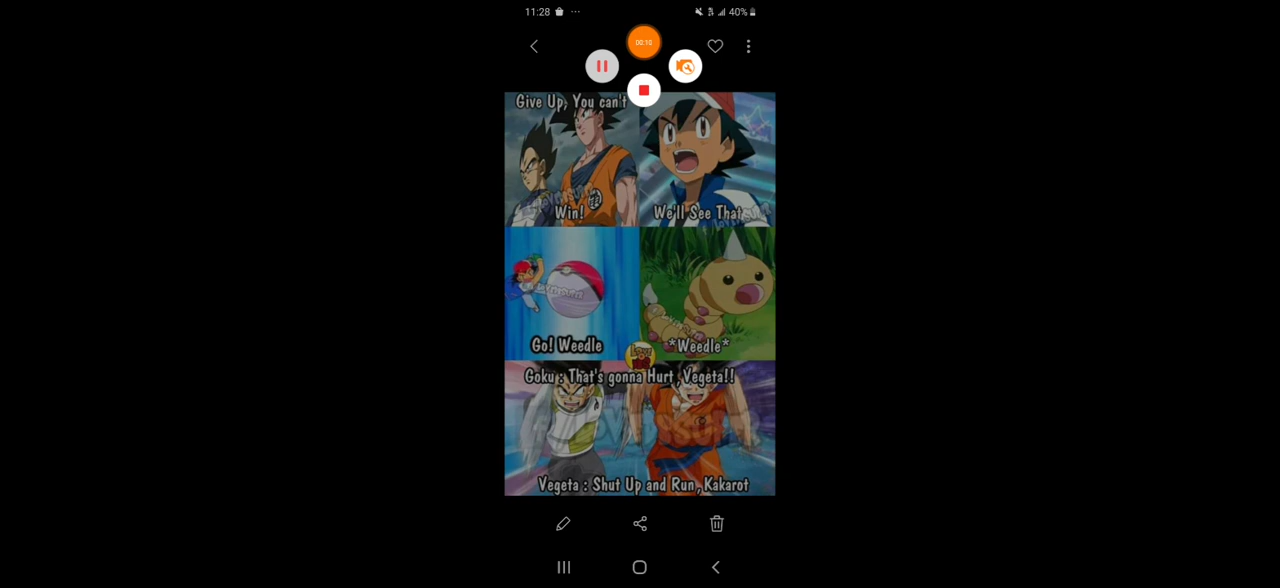 11:28
40%
00:10
Give Up, You can't
Win!
We'll See That
Go! Weedle
*Weedle*
Goku : That's gonna Hurt , Vegeta!!
Vegeta : Shut Up and Run , Kakarot